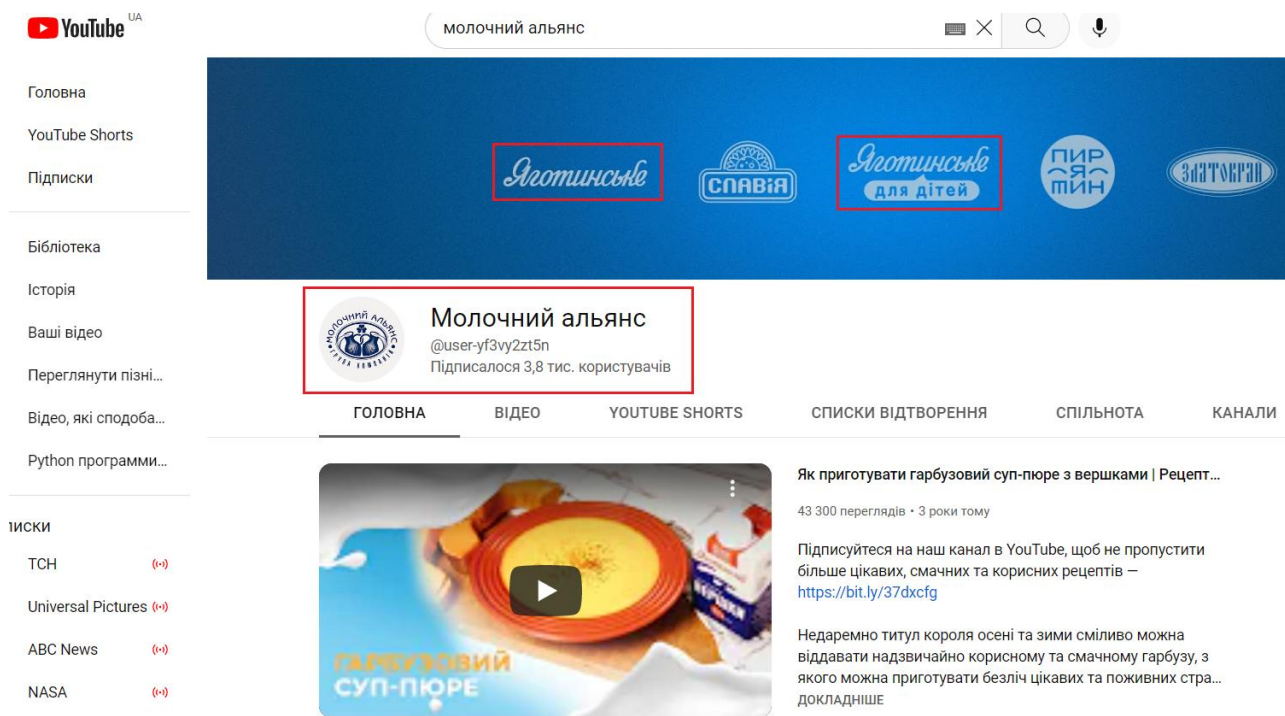 YouTube UA
молочний альянс
Головна
YouTube Shorts
Підписки
Бібліотека
Історія
Ваші відео
Переглянути пізні...
Відео, які сподоба...
Python программи...
иски
ТСН
Universal Pictures
ABC News
NASA
Яготинське
СЛАВІЯ
Яготинське
для дітей
ПИР
ЯТИН
ЗЛАТОКРАЙ
МОЛОЧНИЙ АЛЬЯНС
ГРУПА КОМПАНІЙ
Молочний альянс
@user-yf3vy2zt5n
Підписалося 3,8 тис. користувачів
ГОЛОВНА ВІДЕО YOUTUBE SHORTS СПИСКИ ВІДТВОРЕННЯ СПІЛЬНОТА КАНАЛИ
ГАРБУЗОВИЙ
СУП-ПЮРЕ
ВЕРШКИ
Як приготувати гарбузовий суп-пюре з вершками | Рецепт...
43 300 переглядів • 3 роки тому
Підписуйтеся на наш канал в YouTube, щоб не пропустити
більше цікавих, смачних та корисних рецептів —
https://bit.ly/37dxcfg
Недаремно титул короля осені та зими сміливо можна
віддавати надзвичайно корисному та смачному гарбузу, з
якого можна приготувати безліч цікавих та поживних стра...
ДОКЛАДНІШЕ